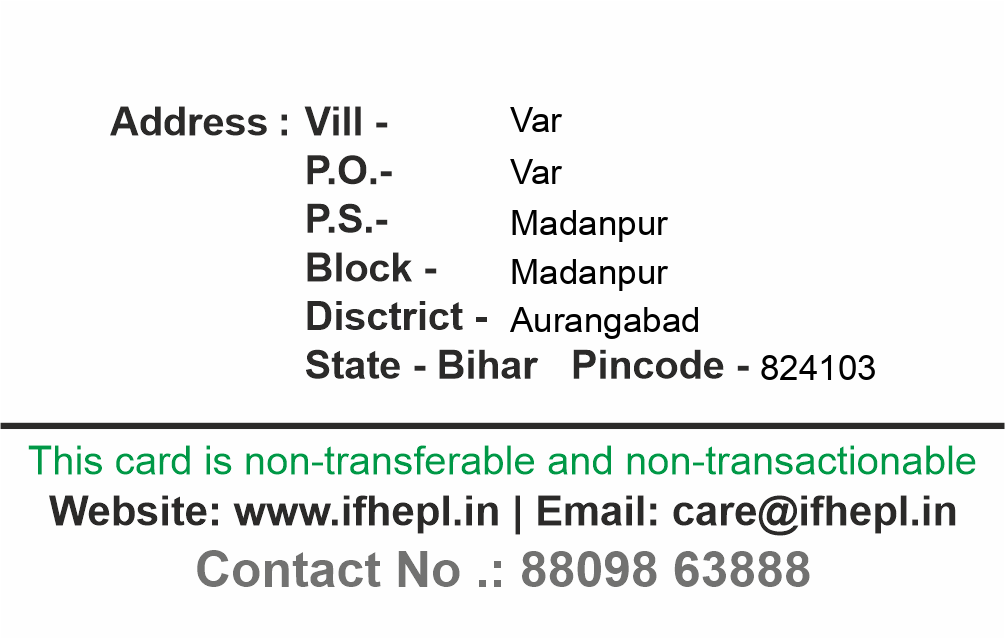 Address : Vill - Var
P.O.- Var
P.S.- Madanpur
Block - Madanpur
Disctrict - Aurangabad
State - Bihar Pincode - 824103
This card is non-transferable and non-transactionable
Website: www.ifhepl.in | Email: care@ifhepl.in
Contact No .: 88098 63888